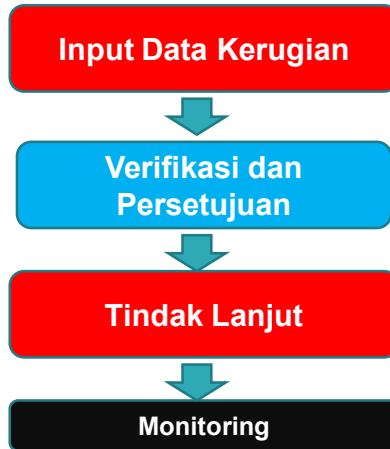 Input Data Kerugian
Verifikasi dan
Persetujuan
Tindak Lanjut
Monitoring